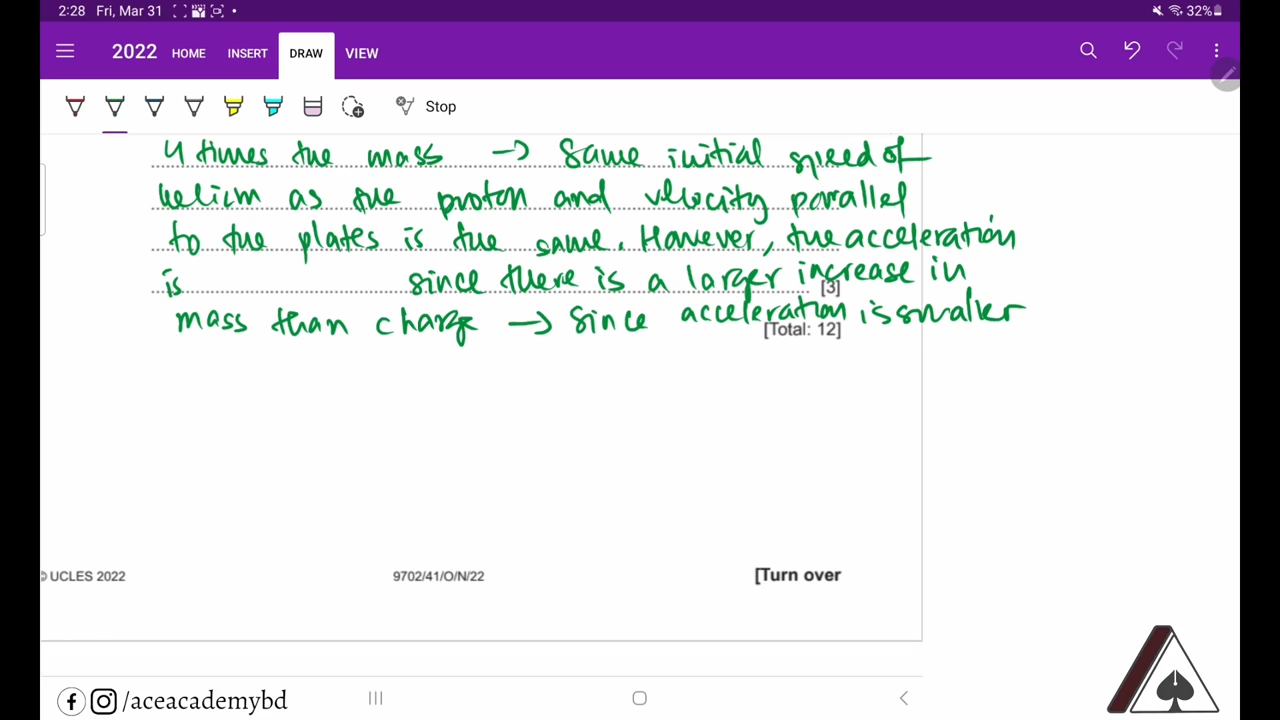 2:28 Fri, Mar 31
32%
2022 HOME INSERT DRAW VIEW
Stop
4 times the mass → Same initial speed of
helium as the proton and velocity parallel
to the plates is the same. However, the acceleration
is since there is a larger increase in
[3]
mass than charge → Since acceleration is smaller
[Total: 12]
© UCLES 2022
9702/41/O/N/22
[Turn over
/aceacademybd